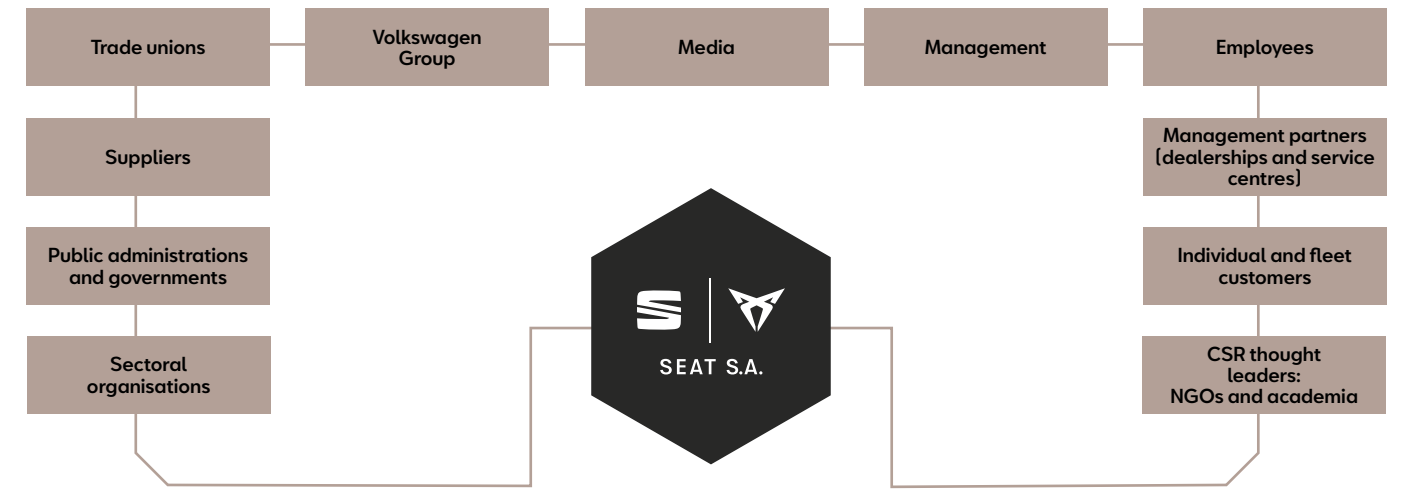 Trade unions
Volkswagen
Group
Media
Management
Employees
Suppliers
Management partners
(dealerships and service
centres)
Public administrations
and governments
Individual and fleet
customers
Sectoral
organisations
CSR thought
leaders:
NGOs and academia
SEAT S.A.